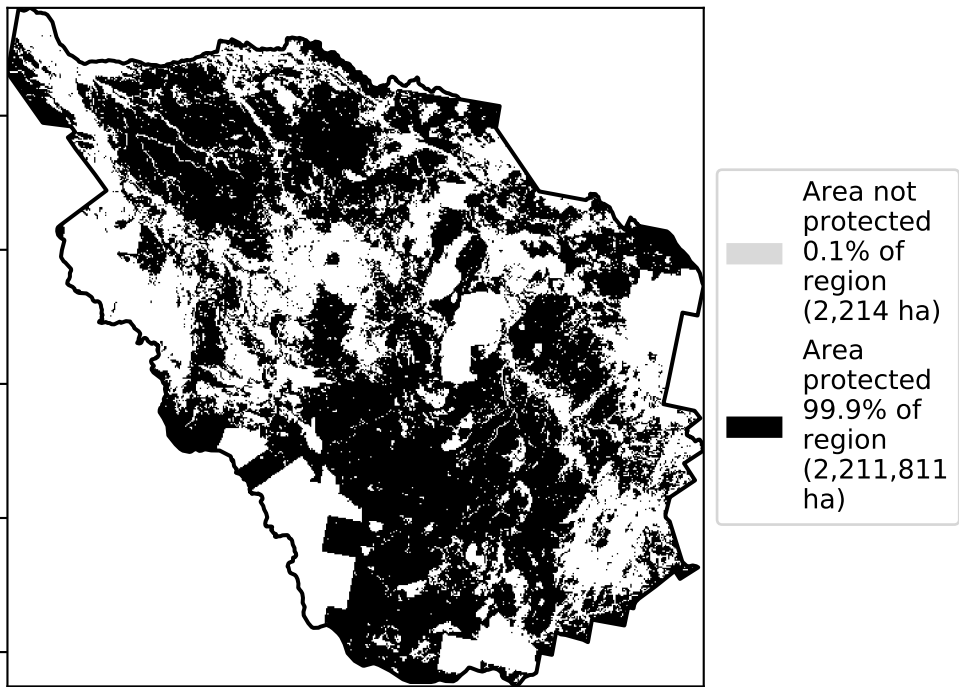 Area not
protected
0.1% of
region
(2,214 ha)
Area
protected
99.9% of
region
(2,211,811
ha)